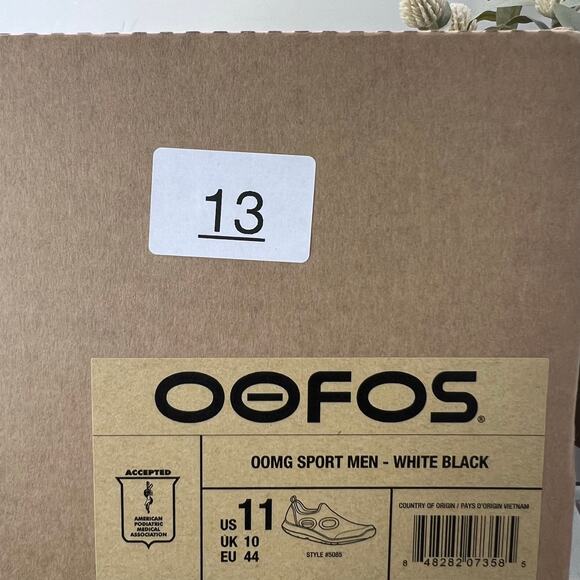 13
OOFOS®
OOMG SPORT MEN - WHITE BLACK
ACCEPTED
AMERICAN
PODIATRIC
MEDICAL
ASSOCIATION
US 11
UK 10
EU 44
STYLE #5085
COUNTRY OF ORIGIN / PAYS D'ORIGIN VIETNAM
8 48282 07358 5